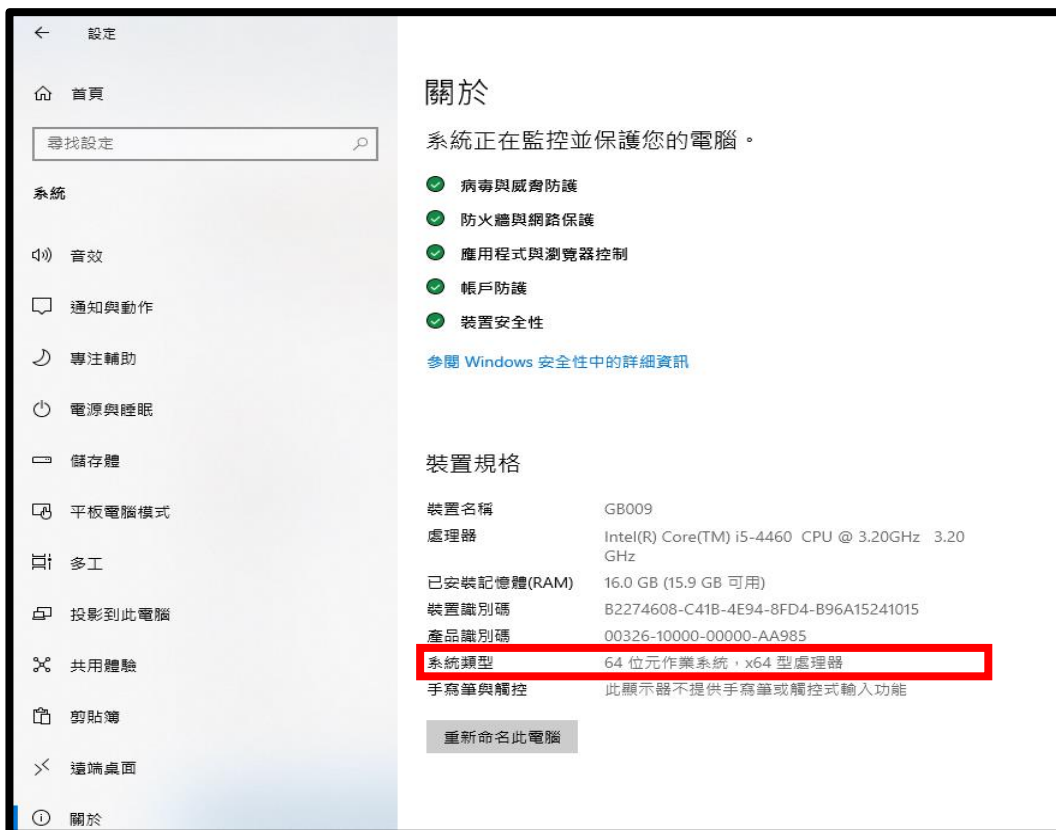 設定
首頁
尋找設定
系統
音效
通知與動作
專注輔助
電源與睡眠
儲存體
平板電腦模式
多工
投影到此電腦
共用體驗
剪貼簿
遠端桌面
關於
關於
系統正在監控並保護您的電腦。
病毒與威脅防護
防火牆與網路保護
應用程式與瀏覽器控制
帳戶防護
裝置安全性
參閱 Windows 安全性中的詳細資訊
裝置規格
裝置名稱 GB009
處理器 Intel(R) Core(TM) i5-4460 CPU @ 3.20GHz 3.20
GHz
已安裝記憶體(RAM) 16.0 GB (15.9 GB 可用)
裝置識別碼 B2274608-C41B-4E94-8FD4-B96A15241015
產品識別碼 00326-10000-00000-AA985
系統類型 64 位元作業系統，x64 型處理器
手寫筆與觸控 此顯示器不提供手寫筆或觸控式輸入功能
重新命名此電腦